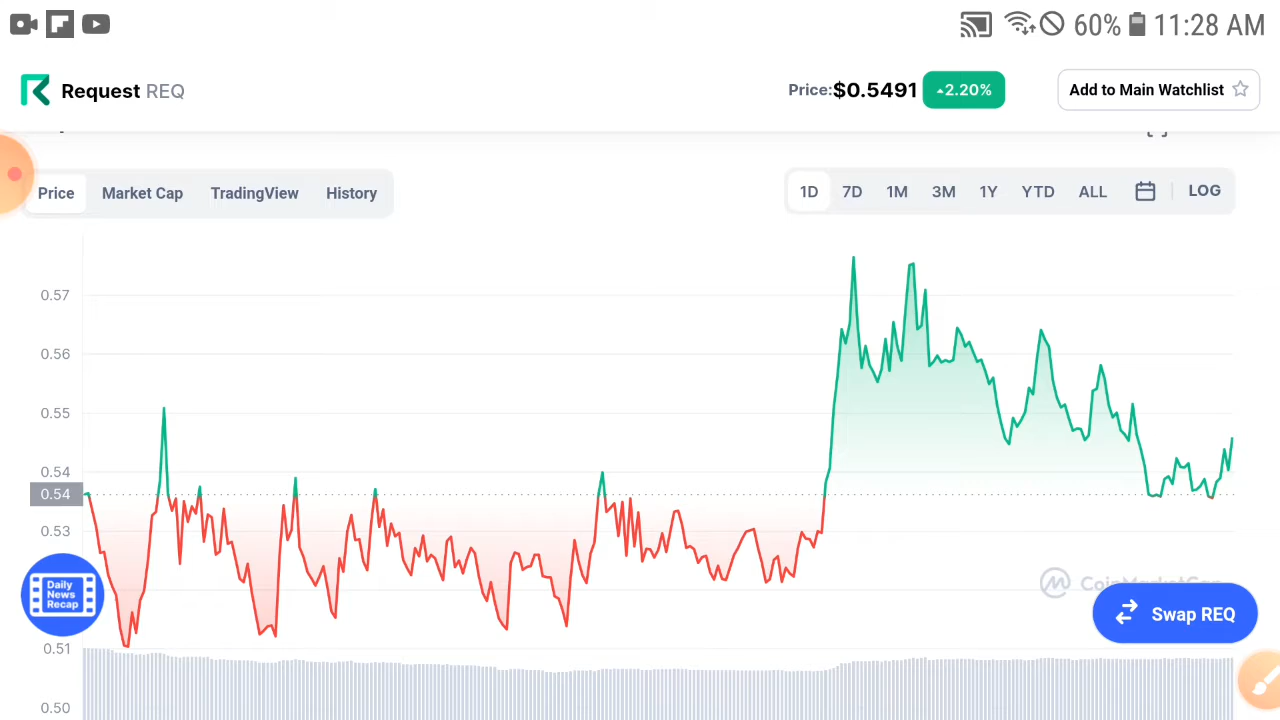 60% 11:28 AM
Request REQ
Price:$0.5491 2.20%
Add to Main Watchlist
Price Market Cap TradingView History
1D 7D 1M 3M 1Y YTD ALL LOG
0.57
0.56
0.55
0.54
0.54
0.53
Daily
News
Recap
CoinMarketCap
Swap REQ
0.51
0.50